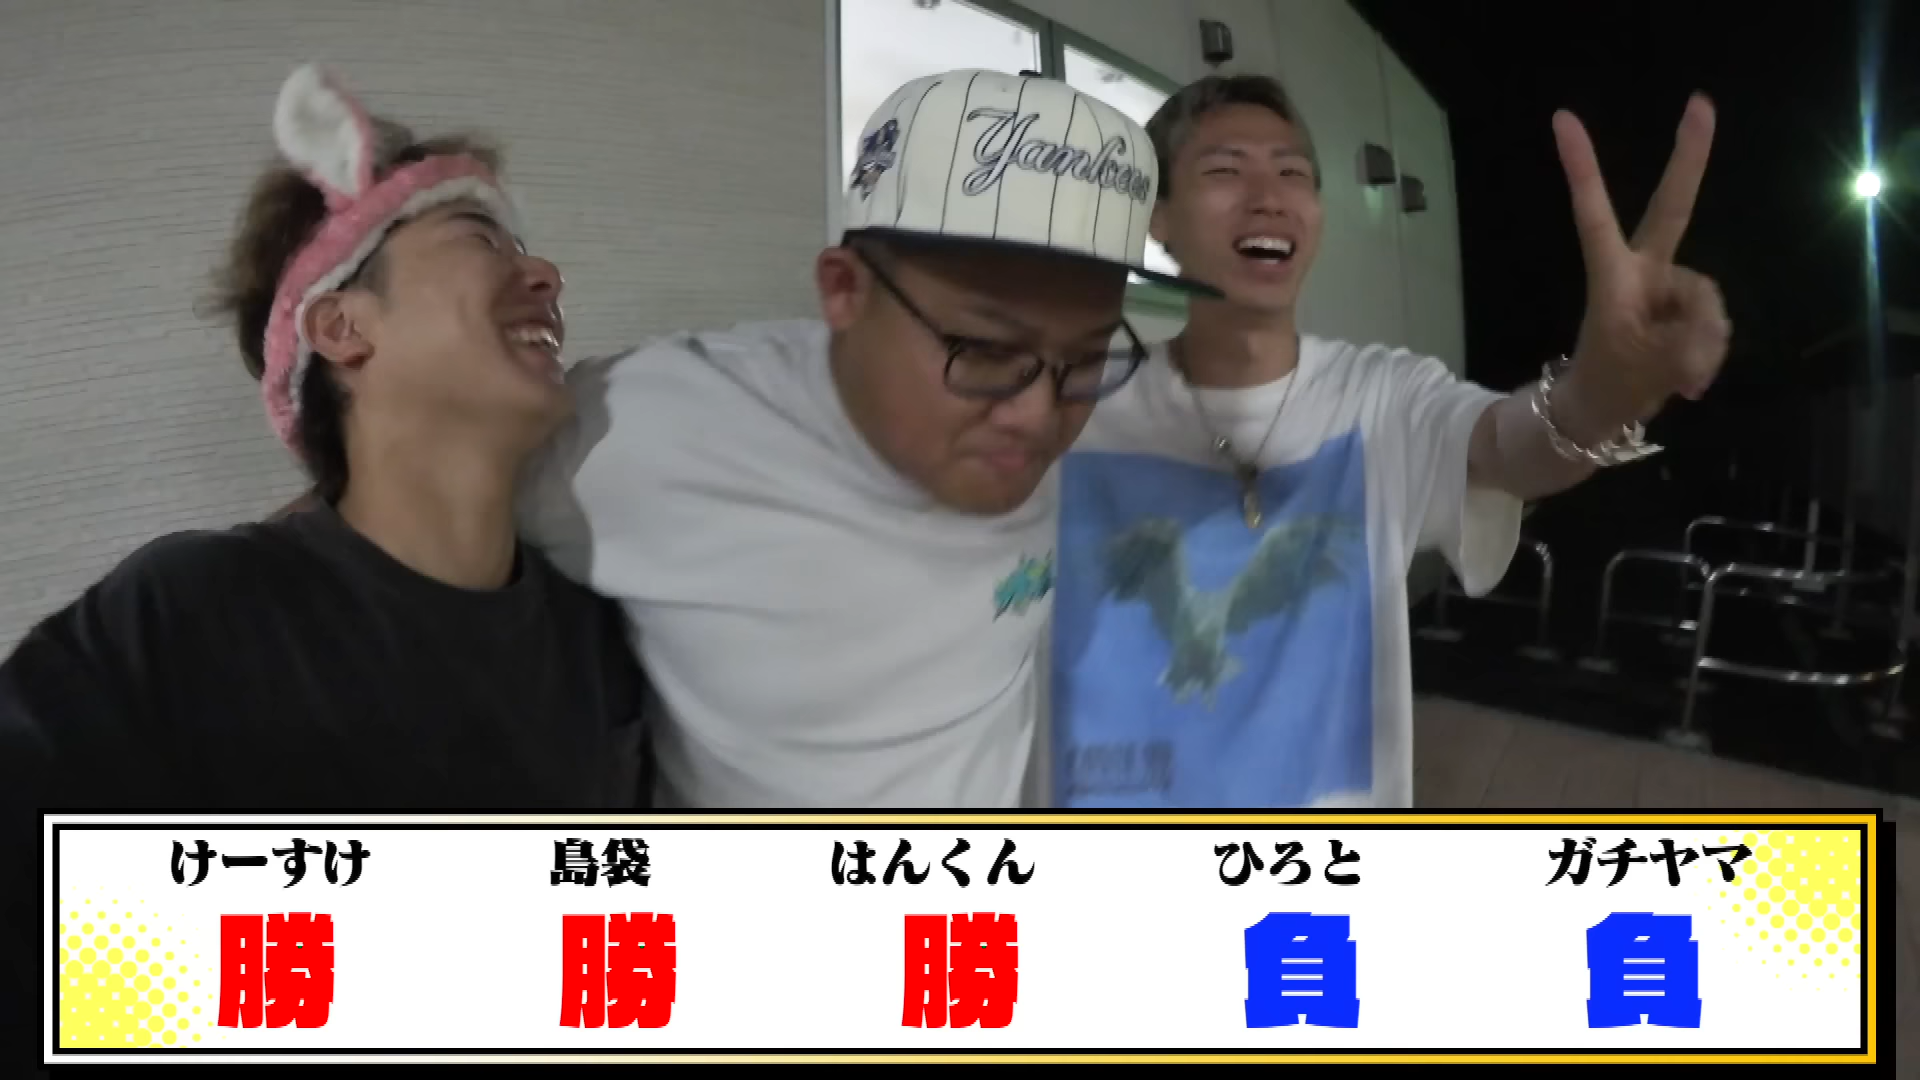 Yankees
けーすけ 島袋 はんくん ひろと ガチヤマ
勝 勝 勝 負 負